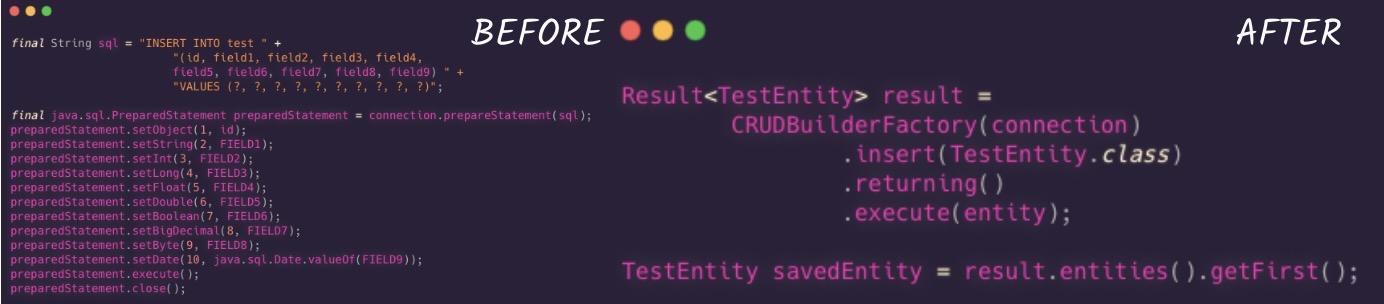 BEFORE
final String sql = "INSERT INTO test " +
"(id, field1, field2, field3, field4,
field5, field6, field7, field8, field9) " +
"VALUES (?, ?, ?, ?, ?, ?, ?, ?, ?, ?)";
final java.sql.PreparedStatement preparedStatement = connection.prepareStatement(sql);
preparedStatement.setObject(1, id);
preparedStatement.setString(2, FIELD1);
preparedStatement.setInt(3, FIELD2);
preparedStatement.setLong(4, FIELD3);
preparedStatement.setFloat(5, FIELD4);
preparedStatement.setDouble(6, FIELD5);
preparedStatement.setBoolean(7, FIELD6);
preparedStatement.setBigDecimal(8, FIELD7);
preparedStatement.setByte(9, FIELD8);
preparedStatement.setDate(10, java.sql.Date.valueOf(FIELD9));
preparedStatement.execute();
preparedStatement.close();
AFTER
Result<TestEntity> result =
CRUDBuilderFactory(connection)
.insert(TestEntity.class)
.returning()
.execute(entity);
TestEntity savedEntity = result.entities().getFirst();